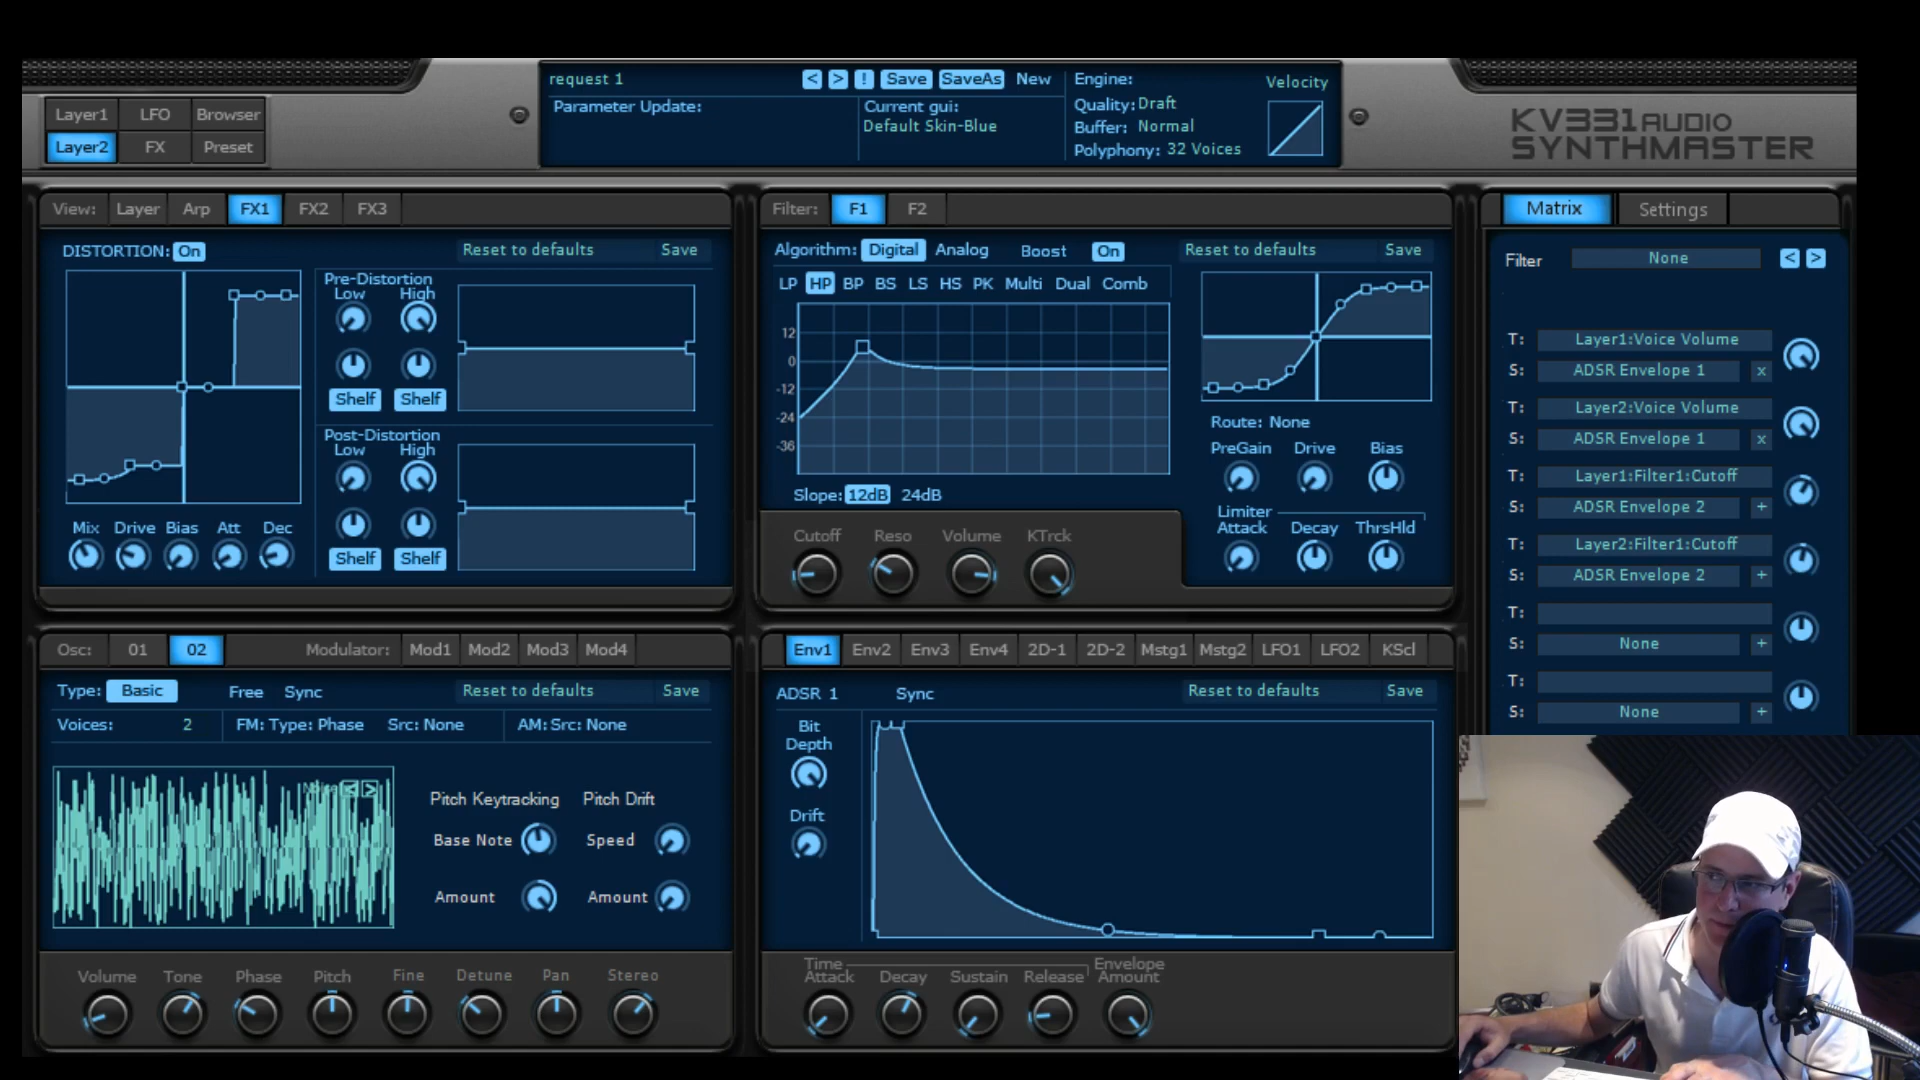 request 1
< > ! Save SaveAs New
Parameter Update:
Current gui:
Default Skin-Blue
Engine:
Quality: Draft
Buffer: Normal
Polyphony: 32 Voices
Velocity
Layer1 LFO Browser
Layer2 FX Preset
KV331 AUDIO
SYNTHMASTER
View: Layer Arp FX1 FX2 FX3
DISTORTION: On
Reset to defaults Save
Pre-Distortion
Low High
Shelf Shelf
Post-Distortion
Low High
Shelf Shelf
Mix Drive Bias Att Dec
Filter: F1 F2
Algorithm: Digital Analog Boost On
Reset to defaults Save
LP HP BP BS LS HS PK Multi Dual Comb
12
0
-12
-24
-36
Slope: 12dB 24dB
Route: None
PreGain Drive Bias
Limiter
Attack Decay ThrsHld
Cutoff Reso Volume KTrck
Matrix Settings
Filter None < >
T: Layer1:Voice Volume
S: ADSR Envelope 1 x
T: Layer2:Voice Volume
S: ADSR Envelope 1 x
T: Layer1:Filter1:Cutoff
S: ADSR Envelope 2 +
T: Layer2:Filter1:Cutoff
S: ADSR Envelope 2 +
T:
S: None +
T:
S: None +
Osc: 01 02 Modulator: Mod1 Mod2 Mod3 Mod4
Type: Basic Free Sync Reset to defaults Save
Voices: 2 FM: Type: Phase Src: None AM: Src: None
Noise < >
Pitch Keytracking Pitch Drift
Base Note Speed
Amount Amount
Volume Tone Phase Pitch Fine Detune Pan Stereo
Env1 Env2 Env3 Env4 2D-1 2D-2 Mstg1 Mstg2 LFO1 LFO2 KScl
ADSR 1 Sync Reset to defaults Save
Bit
Depth
Drift
Time
Attack Decay Sustain Release
Envelope
Amount